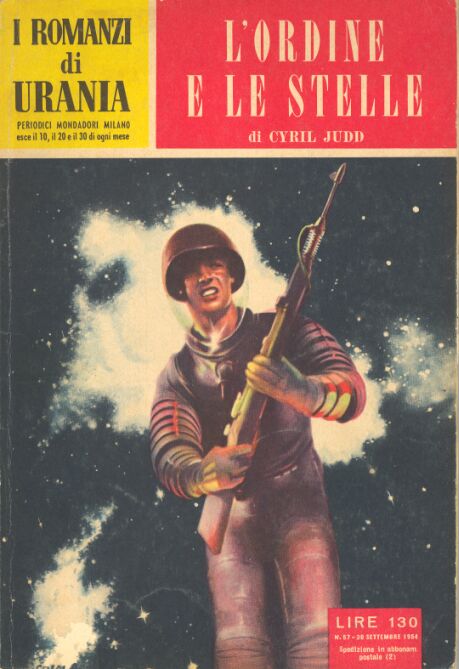 I ROMANZI
di
URANIA
PERIODICI MONDADORI MILANO
esce il 10, il 20 e il 30 di ogni mese
L'ORDINE
E LE STELLE
di CYRIL JUDD
LIRE 130
N. 57 - 20 SETTEMBRE 1954
Spedizione in abbonam.
postale (2)